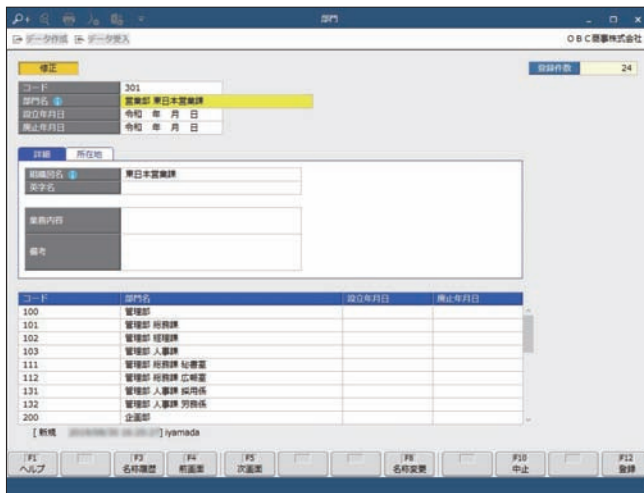 部門
データ作成 データ受入
OBC商事株式会社
修正
登録件数 24
コード 301
部門名 営業部 東日本営業課
設立年月日 令和 年 月 日
廃止年月日 令和 年 月 日
詳細 所在地
組織図名 東日本営業課
英字名
業務内容
備考
コード 部門名 設立年月日 廃止年月日
100 管理部
101 管理部 総務課
102 管理部 経理課
103 管理部 人事課
111 管理部 総務課 秘書室
112 管理部 総務課 広報室
131 管理部 人事課 採用係
132 管理部 人事課 労務係
200 企画部
[ 新規 ] iyamada
F1 F3 F4 F5 F8 F10 F12
ヘルプ 名称履歴 前画面 次画面 名称変更 中止 登録